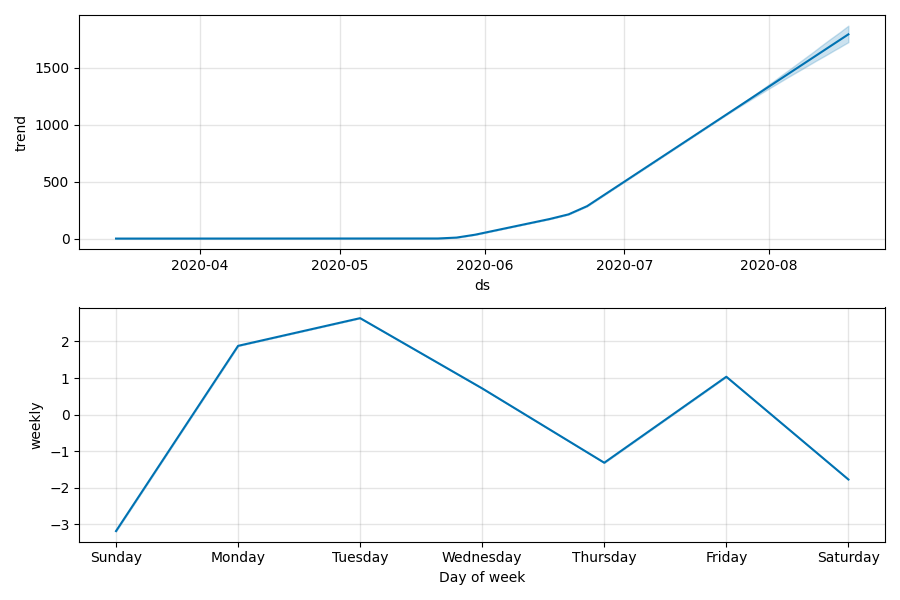 1500
1000
500
0
trend
2020-04 2020-05 2020-06 2020-07 2020-08
ds
2
1
0
−1
−2
−3
weekly
Sunday Monday Tuesday Wednesday Thursday Friday Saturday
Day of week